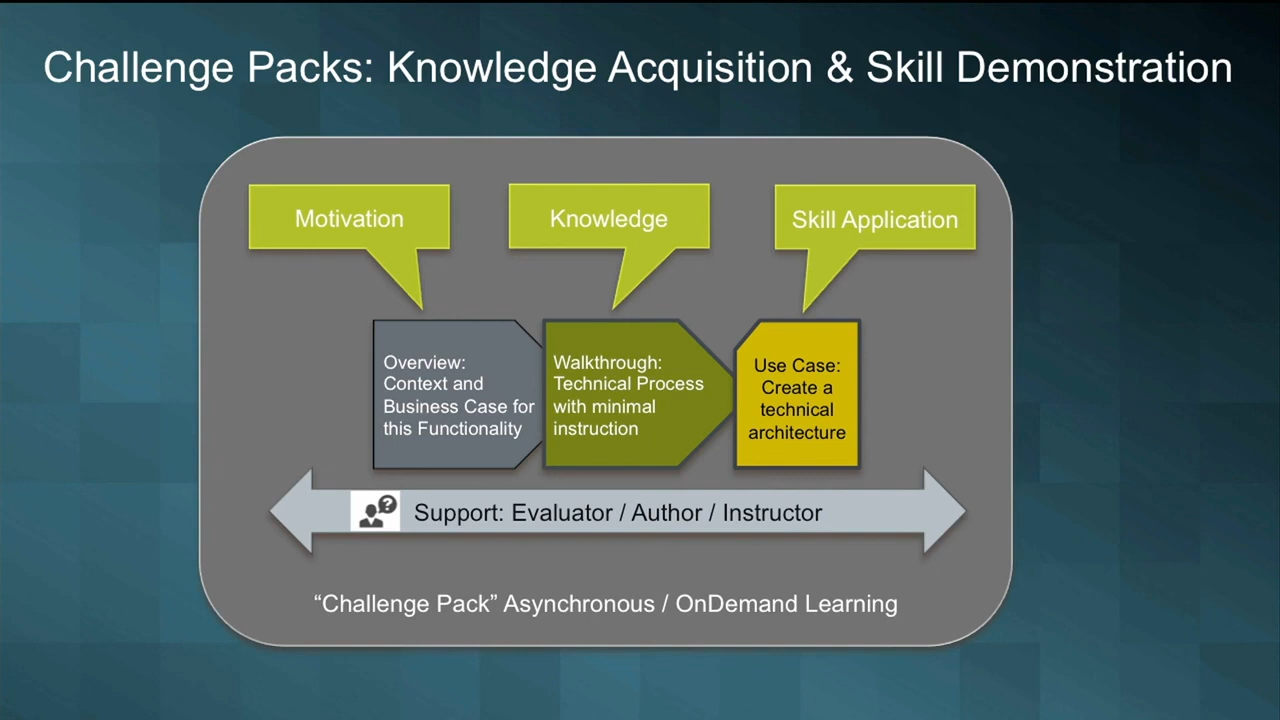 Challenge Packs: Knowledge Acquisition & Skill Demonstration
Motivation
Knowledge
Skill Application
Overview:
Context and
Business Case for
this Functionality
Walkthrough:
Technical Process
with minimal
instruction
Use Case:
Create a
technical
architecture
?
Support: Evaluator / Author / Instructor
“Challenge Pack” Asynchronous / OnDemand Learning